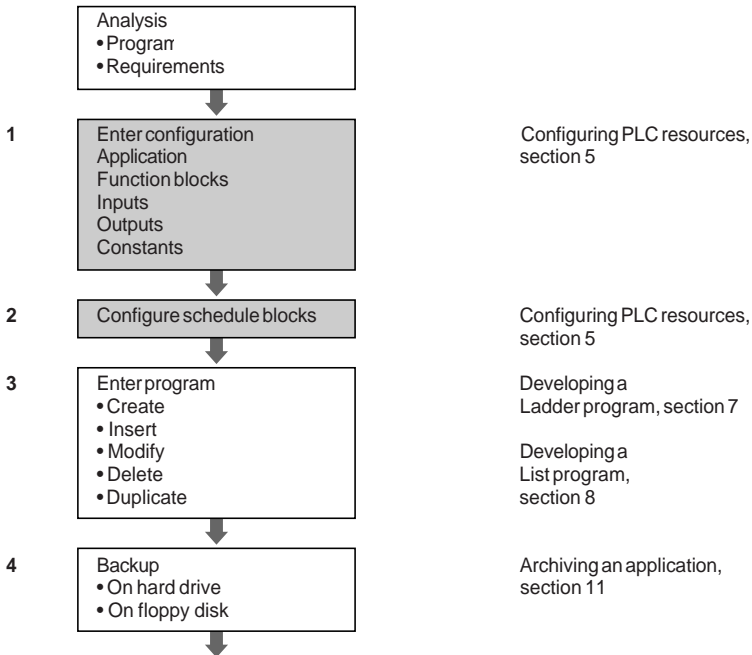 Analysis
• Program
• Requirements
1 Enter configuration Configuring PLC resources,
Application section 5
Function blocks
Inputs
Outputs
Constants
2 Configure schedule blocks Configuring PLC resources,
section 5
3 Enter program Developing a
• Create Ladder program, section 7
• Insert
• Modify Developing a
• Delete List program,
• Duplicate section 8
4 Backup Archiving an application,
• On hard drive section 11
• On floppy disk